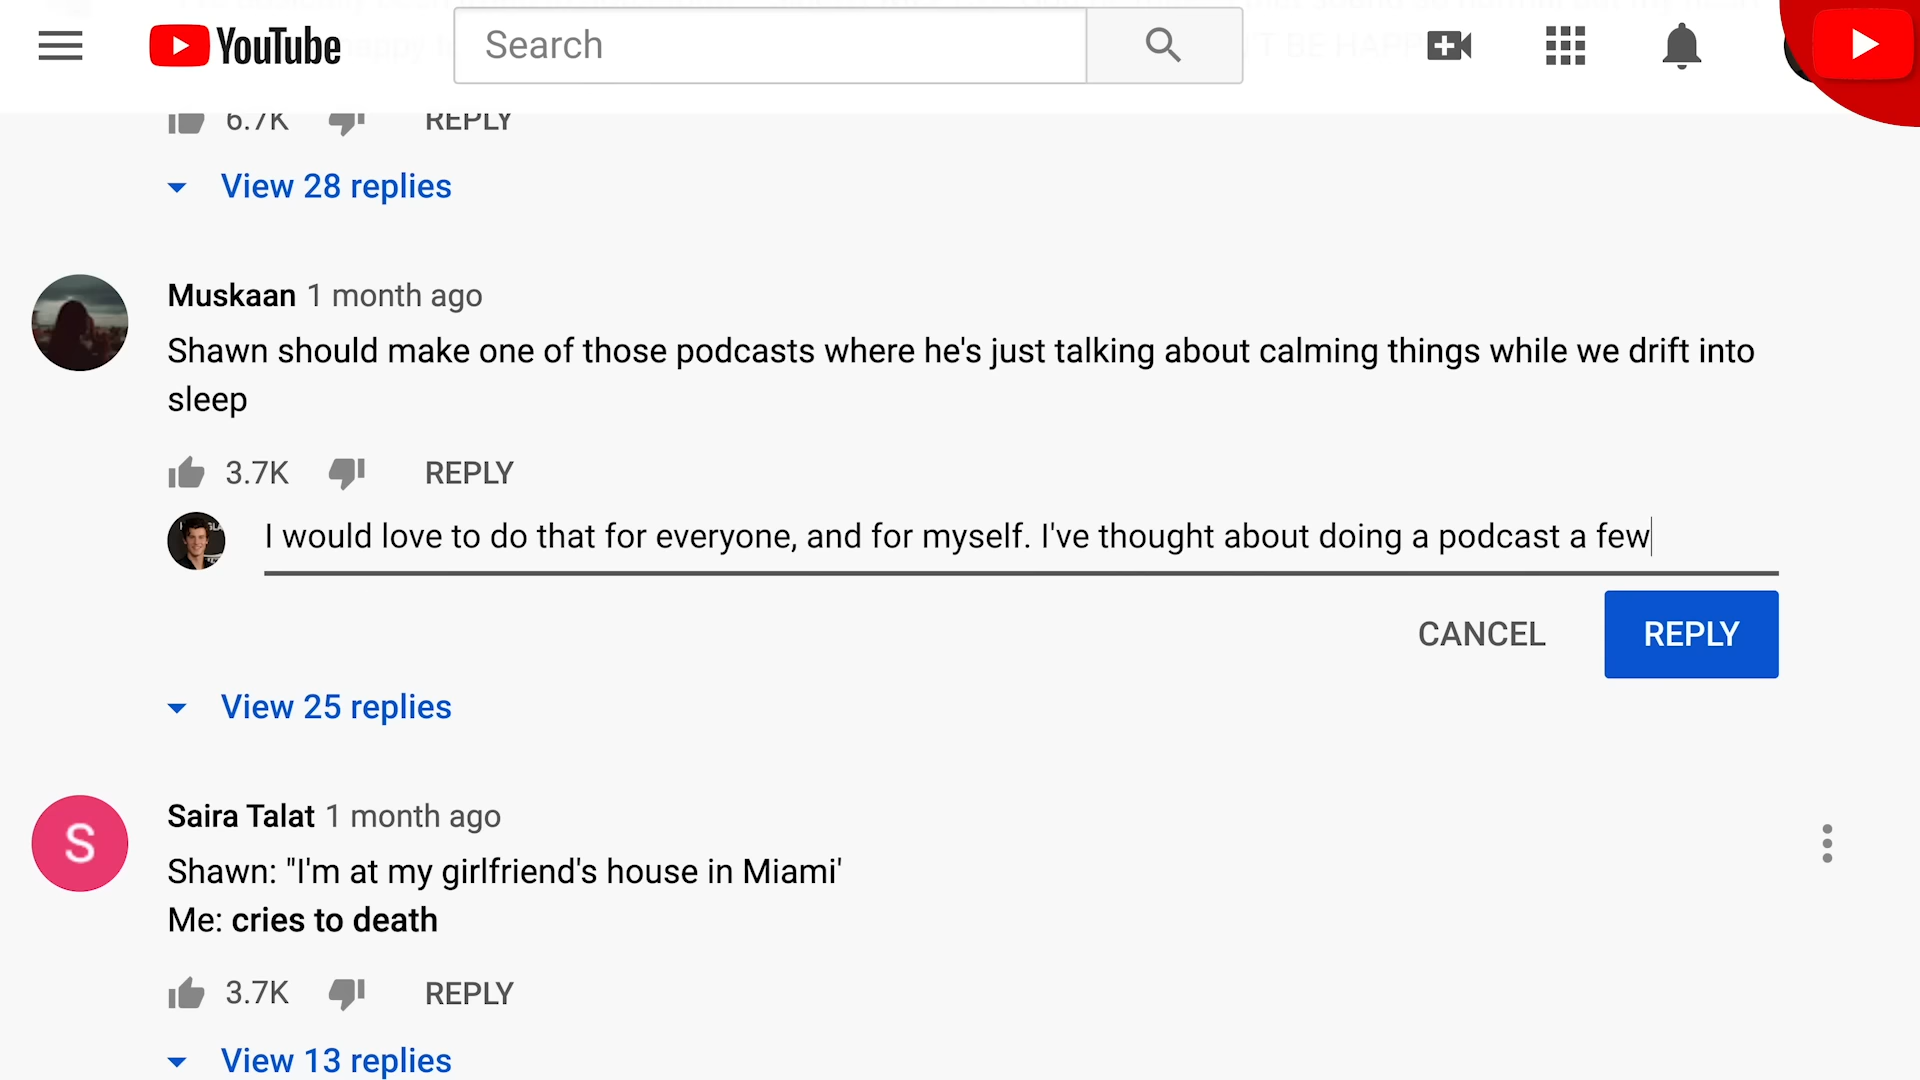 YouTube
Search
6.7K REPLY
View 28 replies
Muskaan 1 month ago
Shawn should make one of those podcasts where he's just talking about calming things while we drift into
sleep
3.7K REPLY
I would love to do that for everyone, and for myself. I've thought about doing a podcast a few
CANCEL REPLY
View 25 replies
S
Saira Talat 1 month ago
Shawn: "I'm at my girlfriend's house in Miami'
Me: cries to death
3.7K REPLY
View 13 replies